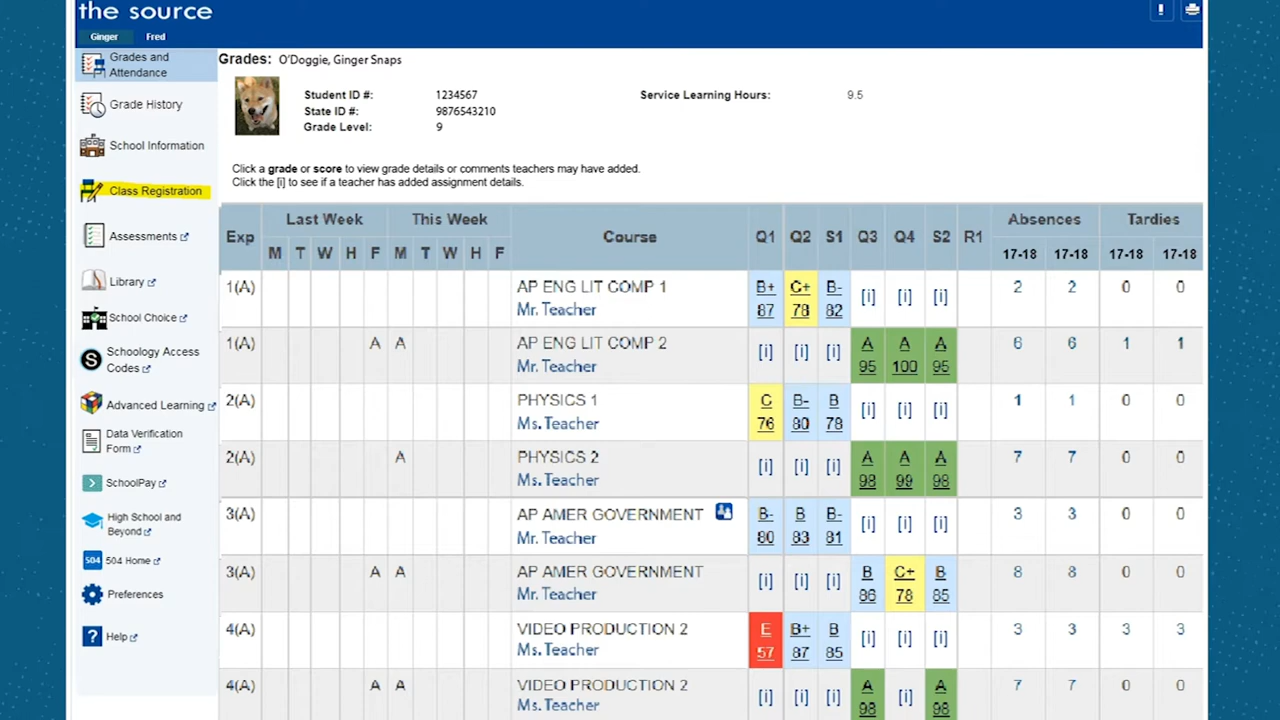 the source
!
Ginger Fred
Grades and
Attendance
Grade History
School Information
Class Registration
Assessments
Library
School Choice
S
Schoology Access
Codes
Advanced Learning
Data Verification
Form
SchoolPay
High School and
Beyond
504 504 Home
Preferences
? Help
Grades: O'Doggie, Ginger Snaps
Student ID #: 1234567 Service Learning Hours: 9.5
State ID #: 9876543210
Grade Level: 9
Click a grade or score to view grade details or comments teachers may have added.
Click the [i] to see if a teacher has added assignment details.
Last Week This Week Absences Tardies
Exp Course Q1 Q2 S1 Q3 Q4 S2 R1
M T W H F M T W H F 17-18 17-18 17-18 17-18
1(A) AP ENG LIT COMP 1 B+ C+ B- [i] [i] [i] 2 2 0 0
Mr. Teacher 87 78 82
1(A) A A AP ENG LIT COMP 2 [i] [i] [i] A A A 6 6 1 1
Mr. Teacher 95 100 95
2(A) PHYSICS 1 C B- B [i] [i] [i] 1 1 0 0
Ms. Teacher 76 80 78
2(A) A PHYSICS 2 [i] [i] [i] A A A 7 7 0 0
Ms. Teacher 98 99 98
3(A) AP AMER GOVERNMENT B- B B- [i] [i] [i] 3 3 0 0
Mr. Teacher 80 83 81
3(A) A A AP AMER GOVERNMENT [i] [i] [i] B C+ B 8 8 0 0
Mr. Teacher 86 78 85
4(A) VIDEO PRODUCTION 2 E B+ B [i] [i] [i] 3 3 3 3
Ms. Teacher 57 87 85
4(A) A A VIDEO PRODUCTION 2 [i] [i] [i] A [i] A 7 7 0 0
Ms. Teacher 98 98